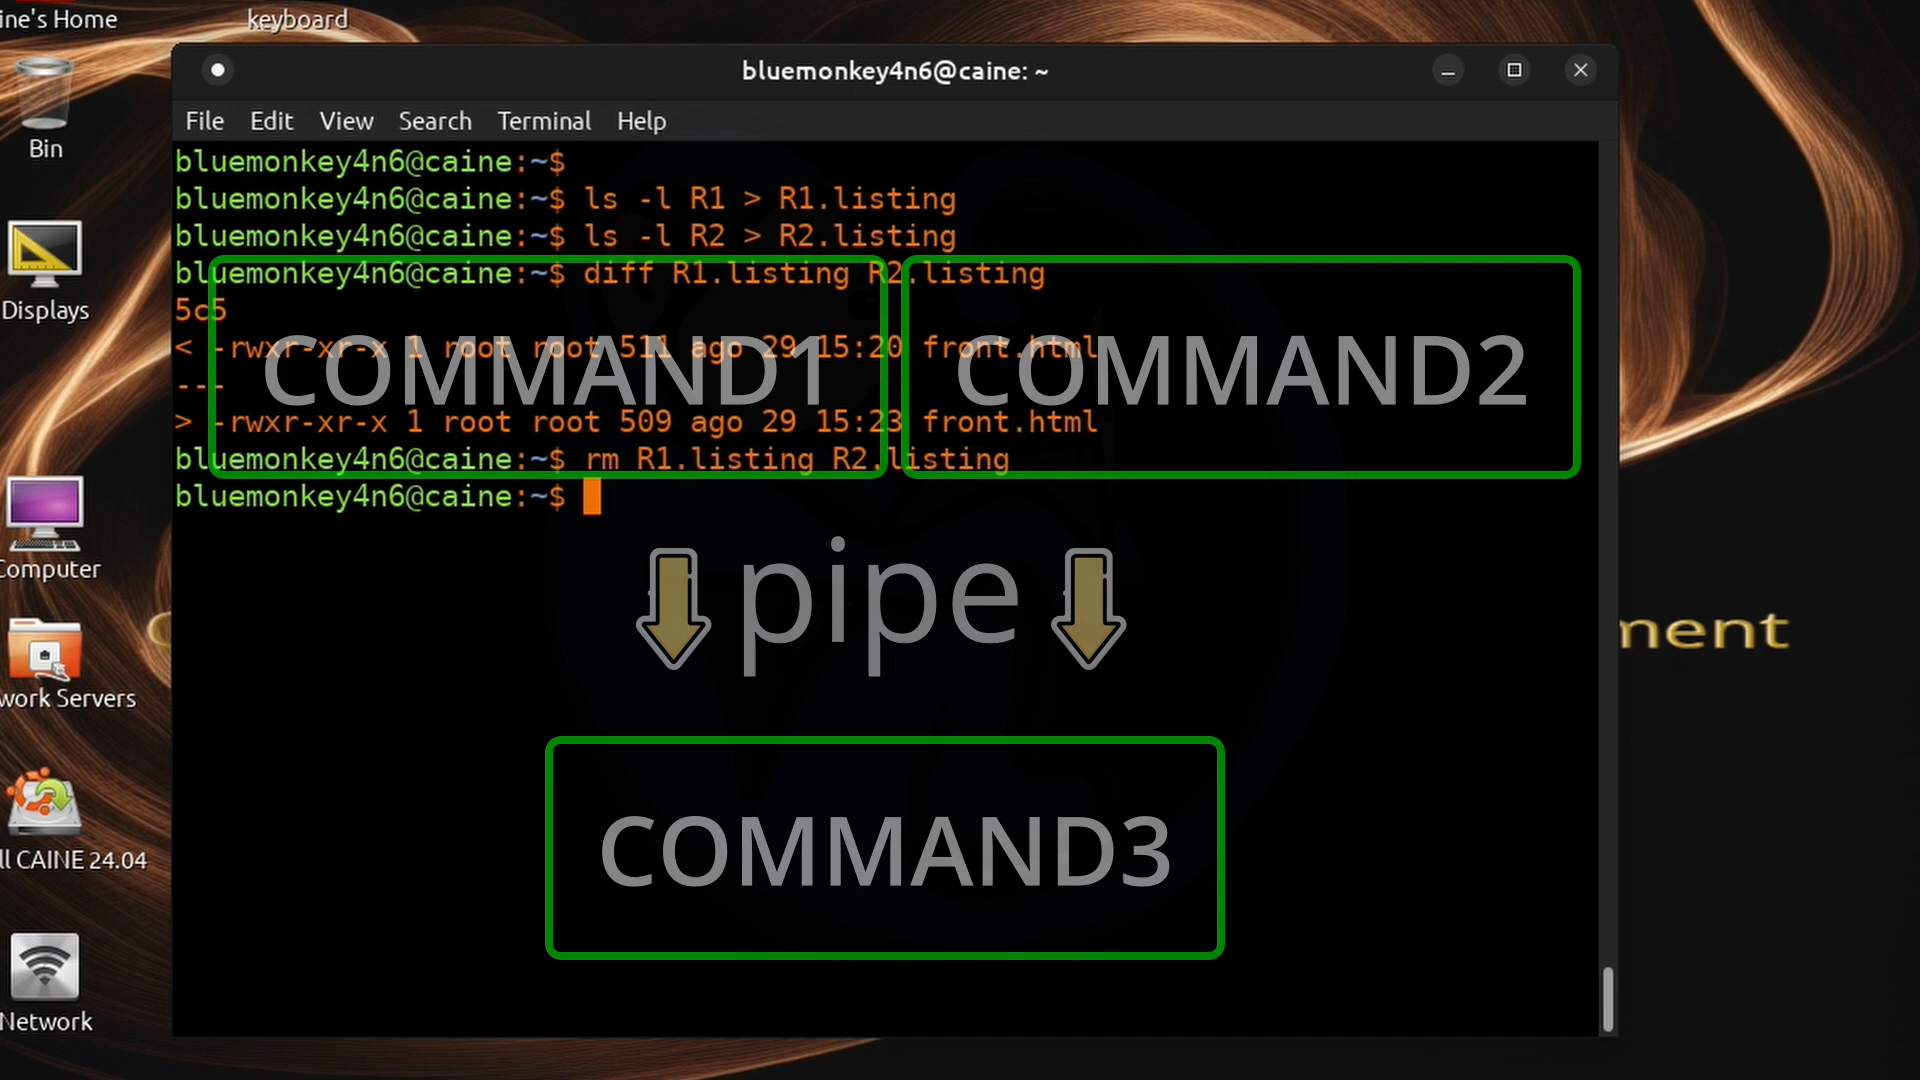 ine's Home
keyboard
bluemonkey4n6@caine: ~
File Edit View Search Terminal Help
bluemonkey4n6@caine:~$
bluemonkey4n6@caine:~$ ls -l R1 > R1.listing
bluemonkey4n6@caine:~$ ls -l R2 > R2.listing
bluemonkey4n6@caine:~$ diff R1.listing R2.listing
5c5
< -rwxr-xr-x 1 root root 511 ago 29 15:20 front.html
---
> -rwxr-xr-x 1 root root 509 ago 29 15:23 front.html
bluemonkey4n6@caine:~$ rm R1.listing R2.listing
bluemonkey4n6@caine:~$
COMMAND1
COMMAND2
pipe
COMMAND3
Bin
Displays
Computer
work Servers
ll CAINE 24.04
Network
ment